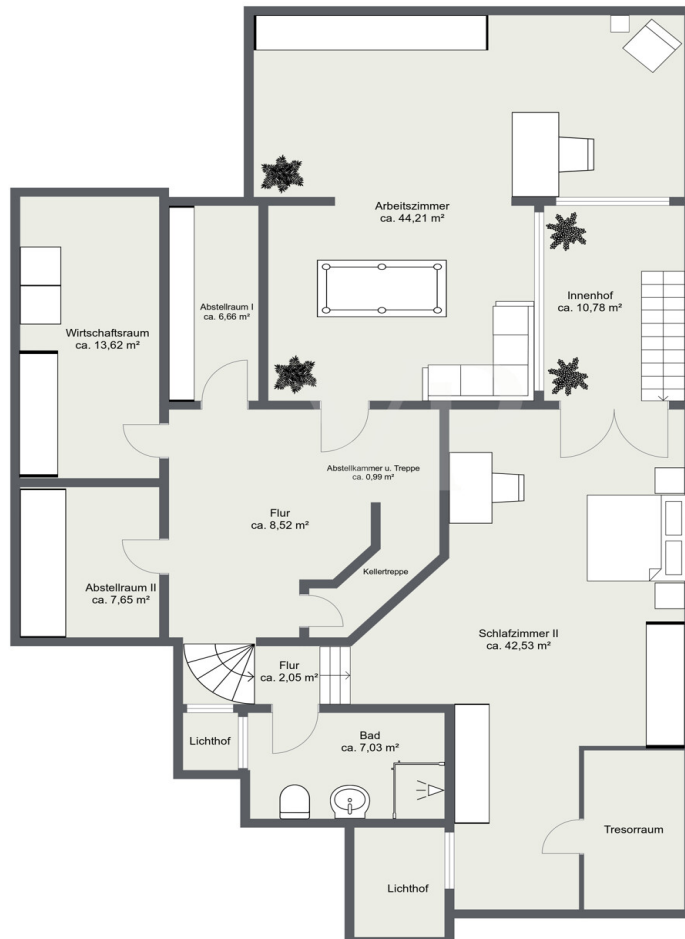 Arbeitszimmer
ca. 44,21 m²
Innenhof
ca. 10,78 m²
Abstellraum I
ca. 6,66 m²
Wirtschaftsraum
ca. 13,62 m²
Abstellkammer u. Treppe
ca. 0,99 m²
Flur
ca. 8,52 m²
Kellertreppe
Abstellraum II
ca. 7,65 m²
Schlafzimmer II
ca. 42,53 m²
Flur
ca. 2,05 m²
Lichthof
Bad
ca. 7,03 m²
Tresorraum
Lichthof